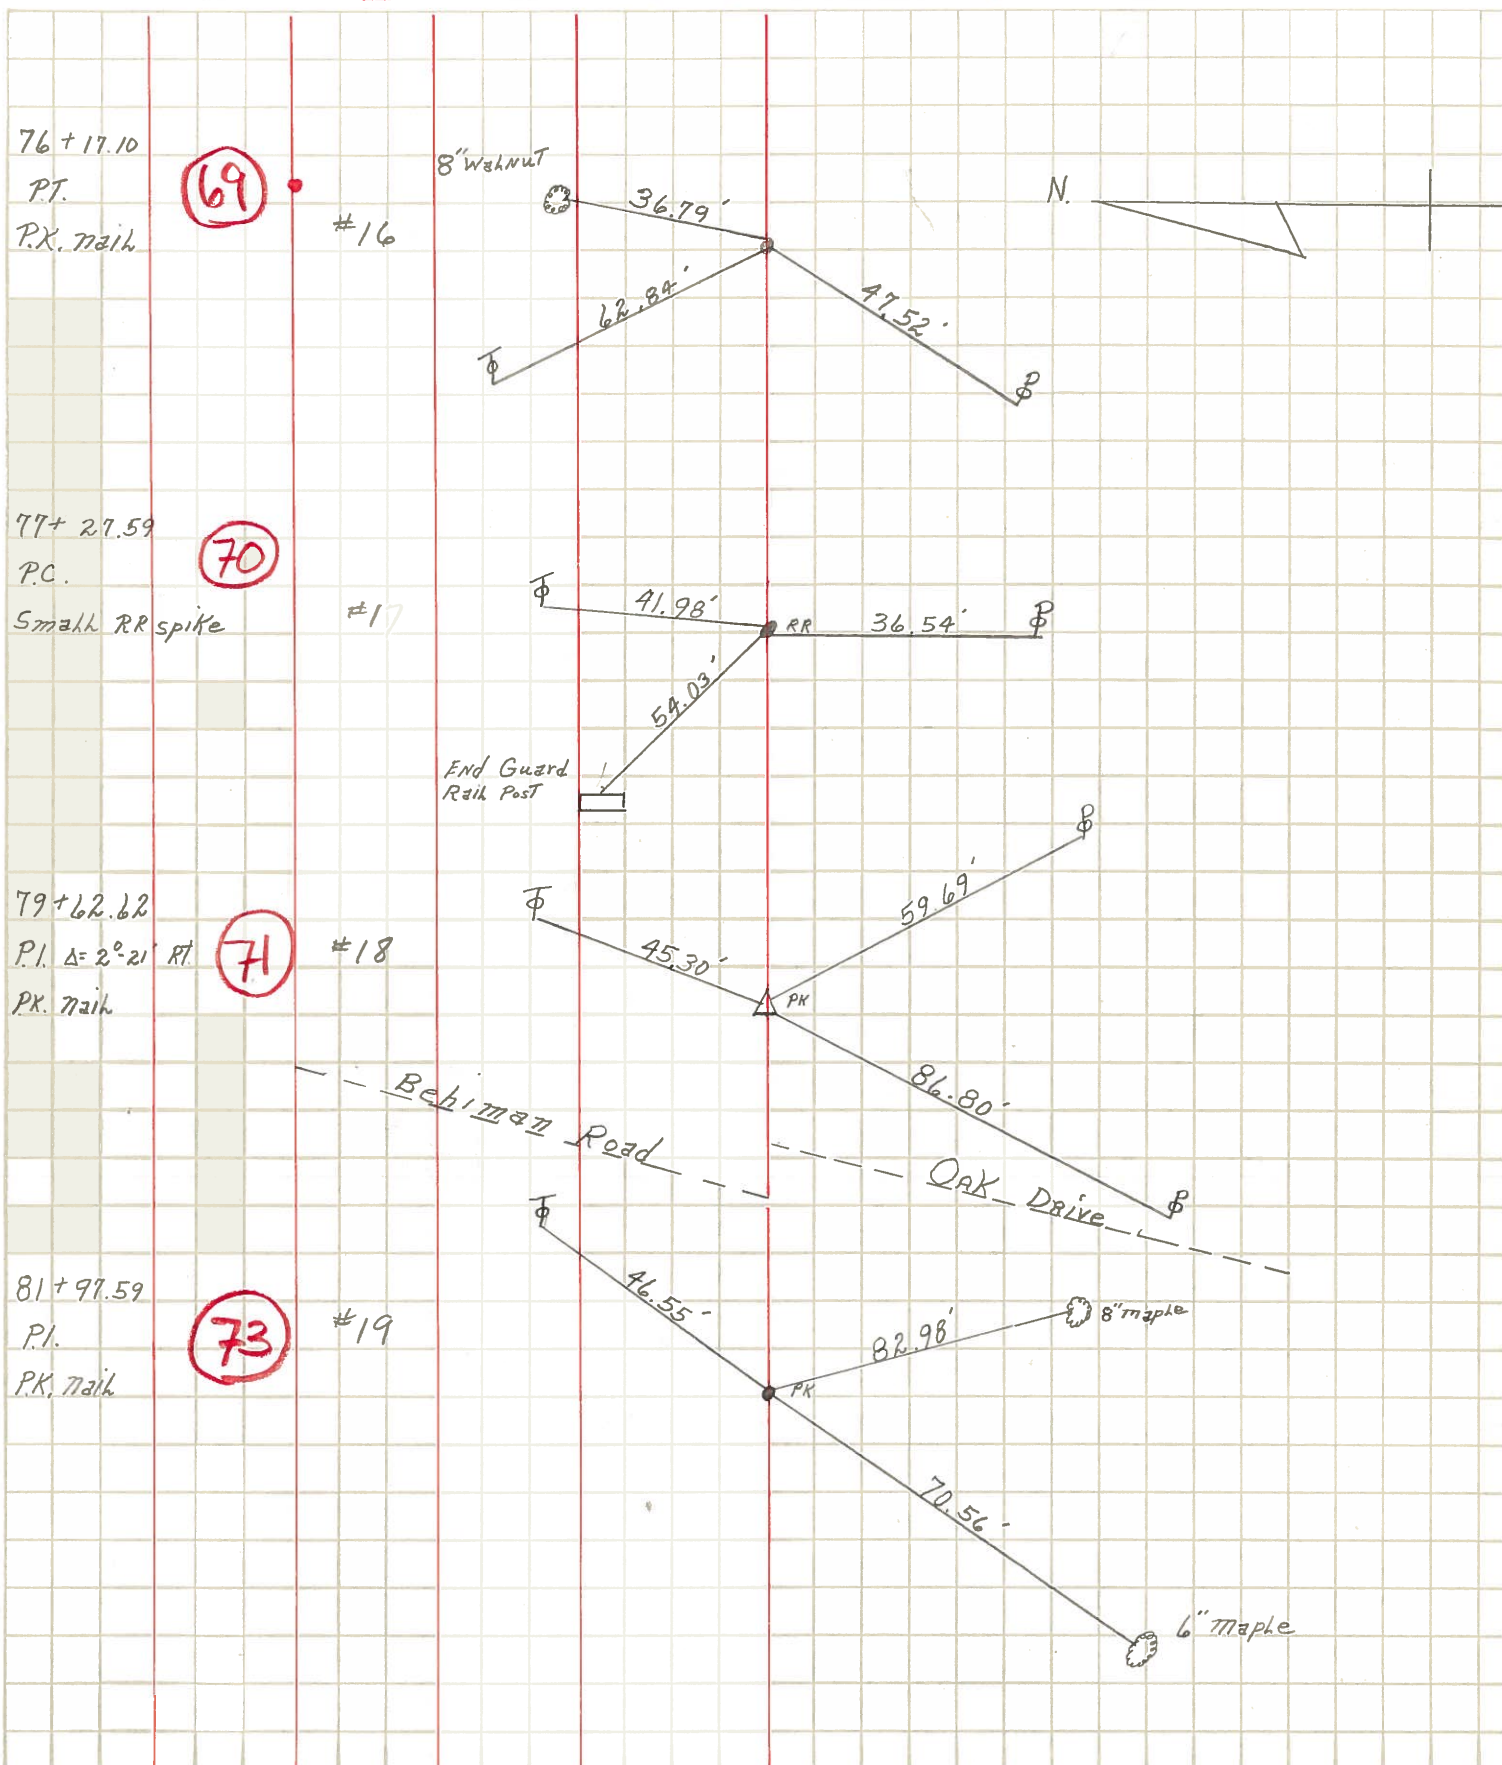 76 + 17.10
P.T.
P.K. nail
69
#16
8" Walnut
36.79'
62.84'
47.52'
N.
77 + 27.59
P.C.
Small RR spike
70
#17
41.98'
RR
36.54'
54.03'
End Guard
Rail Post
79 + 62.62
P.I. Δ= 2°-21' RT.
PK. nail
71
#18
45.30'
59.69'
PK
86.80'
Behiman Road
Oak Drive
81 + 97.59
P.I.
P.K. nail
73
#19
46.55'
82.98'
8" maple
PK
70.56'
6" maple